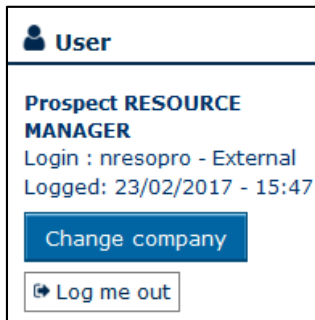 User
Prospect RESOURCE
MANAGER
Login : nresopro - External
Logged: 23/02/2017 - 15:47
Change company
Log me out